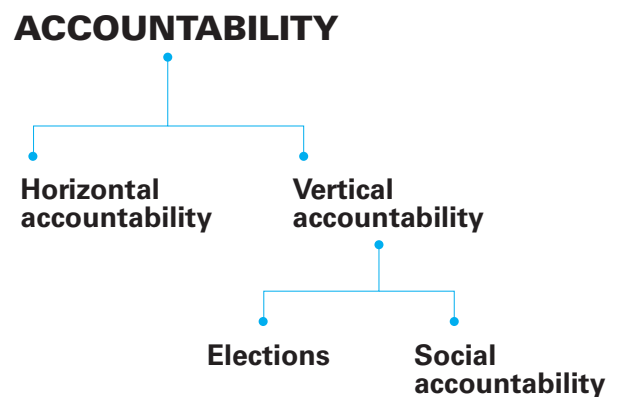 ACCOUNTABILITY
Horizontal
accountability
Vertical
accountability
Elections
Social
accountability